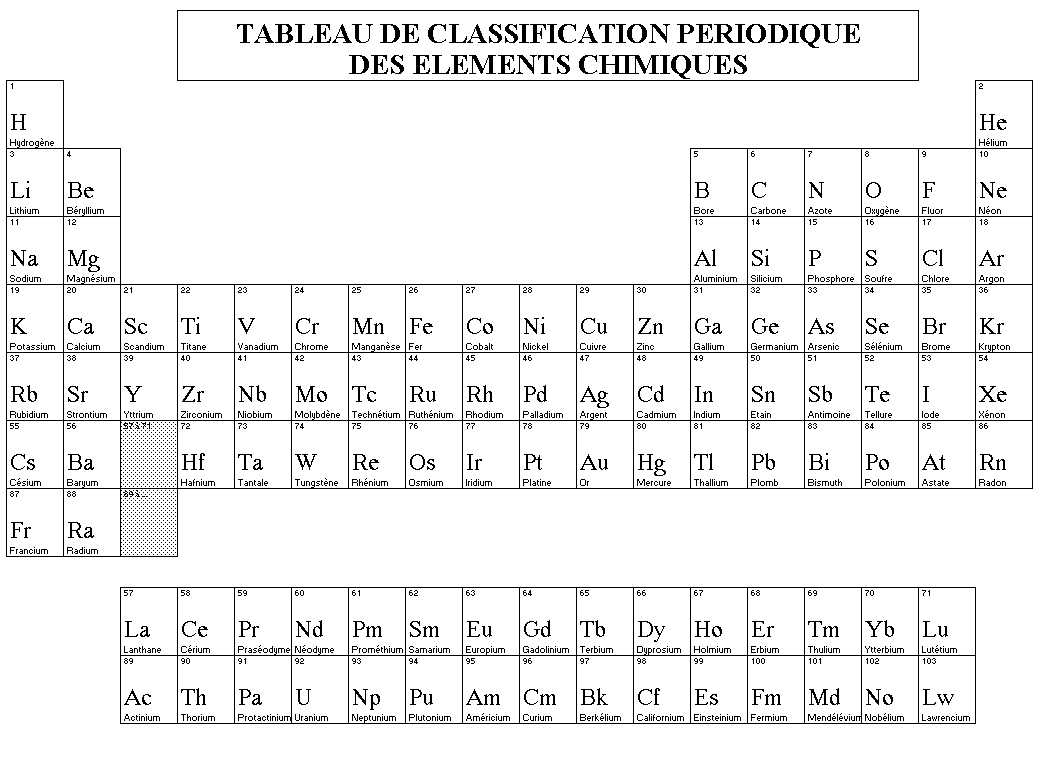 TABLEAU DE CLASSIFICATION PERIODIQUE
DES ELEMENTS CHIMIQUES
1 2
H He
Hydrogène Hélium
3 4 5 6 7 8 9 10
Li Be B C N O F Ne
Lithium Béryllium Bore Carbone Azote Oxygène Fluor Néon
11 12 13 14 15 16 17 18
Na Mg Al Si P S Cl Ar
Sodium Magnésium Aluminium Silicium Phosphore Soufre Chlore Argon
19 20 21 22 23 24 25 26 27 28 29 30 31 32 33 34 35 36
K Ca Sc Ti V Cr Mn Fe Co Ni Cu Zn Ga Ge As Se Br Kr
Potassium Calcium Scandium Titane Vanadium Chrome Manganèse Fer Cobalt Nickel Cuivre Zinc Gallium Germanium Arsenic Sélénium Brome Krypton
37 38 39 40 41 42 43 44 45 46 47 48 49 50 51 52 53 54
Rb Sr Y Zr Nb Mo Tc Ru Rh Pd Ag Cd In Sn Sb Te I Xe
Rubidium Strontium Yttrium Zirconium Niobium Molybdène Technétium Ruthénium Rhodium Palladium Argent Cadmium Indium Etain Antimoine Tellure Iode Xénon
55 56 57 à 71 72 73 74 75 76 77 78 79 80 81 82 83 84 85 86
Cs Ba Hf Ta W Re Os Ir Pt Au Hg Tl Pb Bi Po At Rn
Césium Baryum Hafnium Tantale Tungstène Rhénium Osmium Iridium Platine Or Mercure Thallium Plomb Bismuth Polonium Astate Radon
87 88 89 à ...
Fr Ra
Francium Radium
57 58 59 60 61 62 63 64 65 66 67 68 69 70 71
La Ce Pr Nd Pm Sm Eu Gd Tb Dy Ho Er Tm Yb Lu
Lanthane Cérium Praséodyme Néodyme Prométhium Samarium Europium Gadolinium Terbium Dyprosium Holmium Erbium Thulium Ytterbium Lutétium
89 90 91 92 93 94 95 96 97 98 99 100 101 102 103
Ac Th Pa U Np Pu Am Cm Bk Cf Es Fm Md No Lw
Actinium Thorium Protactinium Uranium Neptunium Plutonium Américium Curium Berkélium Californium Einsteinium Fermium Mendélévium Nobélium Lawrencium